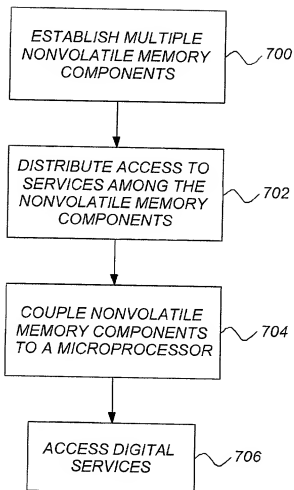 ESTABLISH MULTIPLE
NONVOLATILE MEMORY
COMPONENTS
700
DISTRIBUTE ACCESS TO
SERVICES AMONG THE
NONVOLATILE MEMORY
COMPONENTS
702
COUPLE NONVOLATILE
MEMORY COMPONENTS
TO A MICROPROCESSOR
704
ACCESS DIGITAL
SERVICES
706